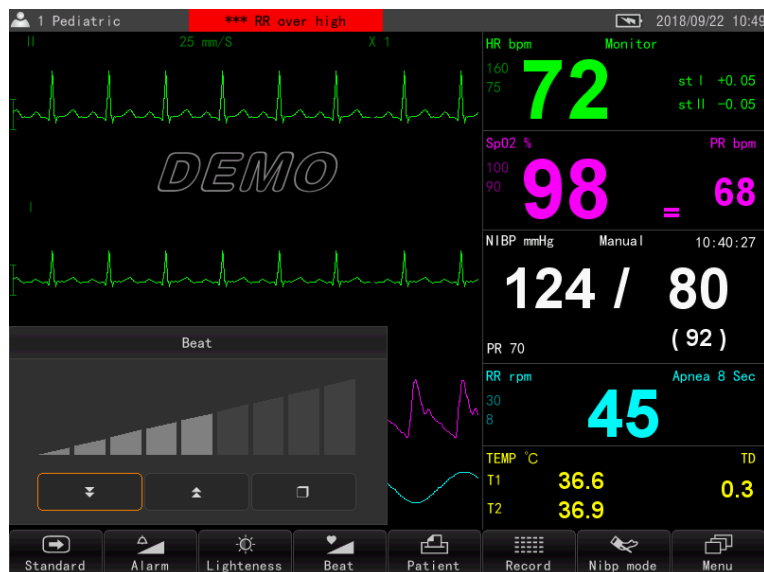 1 Pediatric *** RR over high 2018/09/22 10:49
II 25 mm/S X 1
DEMO
I
HR bpm Monitor
160
75
72
st I +0.05
st II -0.05
SpO2 % PR bpm
100
90
98
= 68
NIBP mmHg Manual 10:40:27
124 / 80
(92)
PR 70
RR rpm Apnea 8 Sec
30
8
45
TEMP °C TD
T1 36.6
0.3
T2 36.9
Beat
Standard Alarm Lighteness Beat Patient Record Nibp mode Menu